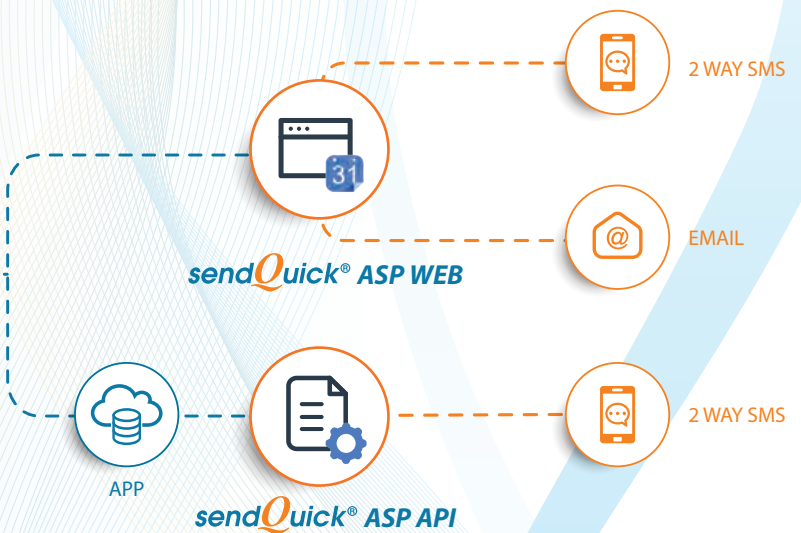 2 WAY SMS
31
@
EMAIL
sendQuick® ASP WEB
2 WAY SMS
APP
sendQuick® ASP API